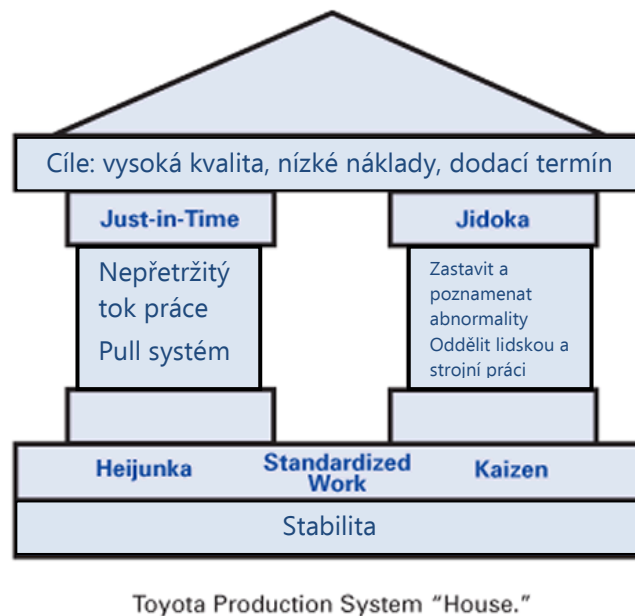 Cíle: vysoká kvalita, nízké náklady, dodací termín
Just-in-Time
Nepřetržitý
tok práce
Pull systém
Jidoka
Zastavit a
poznamenat
abnormality
Oddělit lidskou a
strojní práci
Heijunka
Standardized
Work
Kaizen
Stabilita
Toyota Production System “House.”